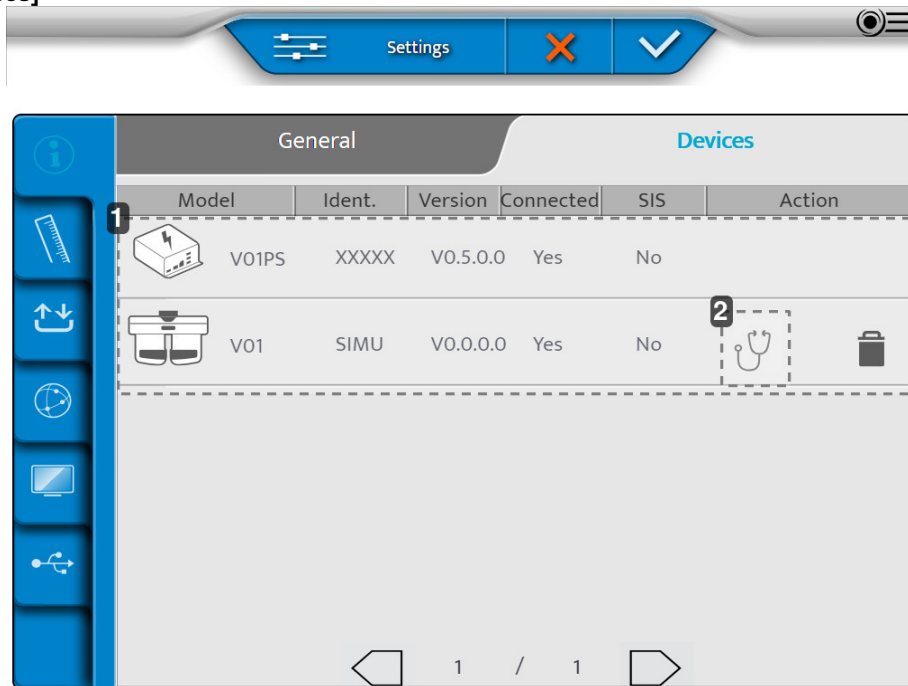 Settings
General Devices
Model Ident. Version Connected SIS Action
1
V01PS XXXXX V0.5.0.0 Yes No
2
V01 SIMU V0.0.0.0 Yes No
1 / 1